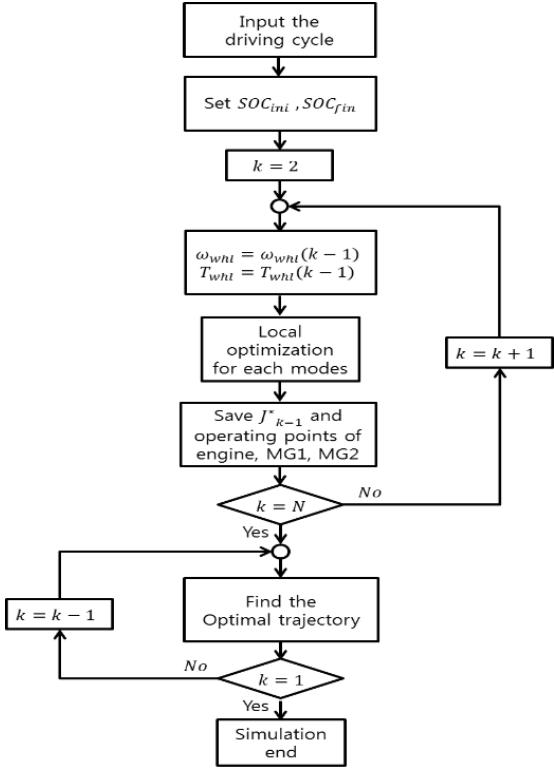 Input the
driving cycle
Set SOC_ini , SOC_fin
k = 2
ω_whl = ω_whl(k − 1)
T_whl = T_whl(k − 1)
Local
optimization
for each modes
k = k + 1
Save J*_k−1 and
operating points of
engine, MG1, MG2
k = N
No
Yes
Find the
Optimal trajectory
k = k − 1
No
k = 1
Yes
Simulation
end